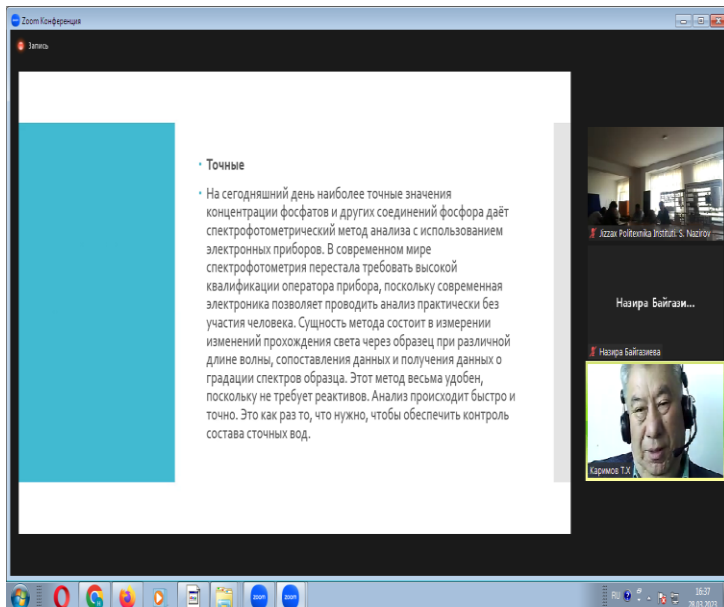 Zoom Конференция
Запись
Точные
На сегодняшний день наиболее точные значения
концентрации фосфатов и других соединений фосфора даёт
спектрофотометрический метод анализа с использованием
электронных приборов. В современном мире
спектрофотометрия перестала требовать высокой
квалификации оператора прибора, поскольку современная
электроника позволяет проводить анализ практически без
участия человека. Сущность метода состоит в измерении
изменений прохождения света через образец при различной
длине волны, сопоставления данных и получения данных о
градации спектров образца. Этот метод весьма удобен,
поскольку не требует реактивов. Анализ происходит быстро и
точно. Это как раз то, что нужно, чтобы обеспечить контроль
состава сточных вод.
Jizzax Politexnika Instituti. S. Nazirov
Назира Байгази...
Назира Байгазиева
Каримов Т.Х
zoom
zoom
RU
16:37